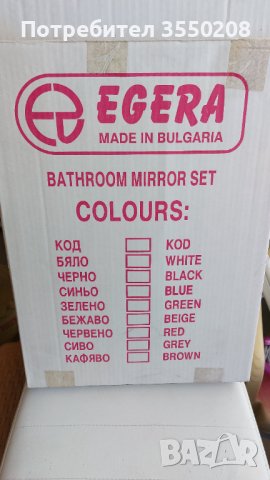 Потребител 3550208
EGERA
MADE IN BULGARIA
BATHROOM MIRROR SET
COLOURS:
КОД KOD
БЯЛО WHITE
ЧЕРНО BLACK
СИНЬО BLUE
ЗЕЛЕНО GREEN
БЕЖАВО BEIGE
ЧЕРВЕНО RED
СИВО GREY
КАФЯВО BROWN
BAZAR